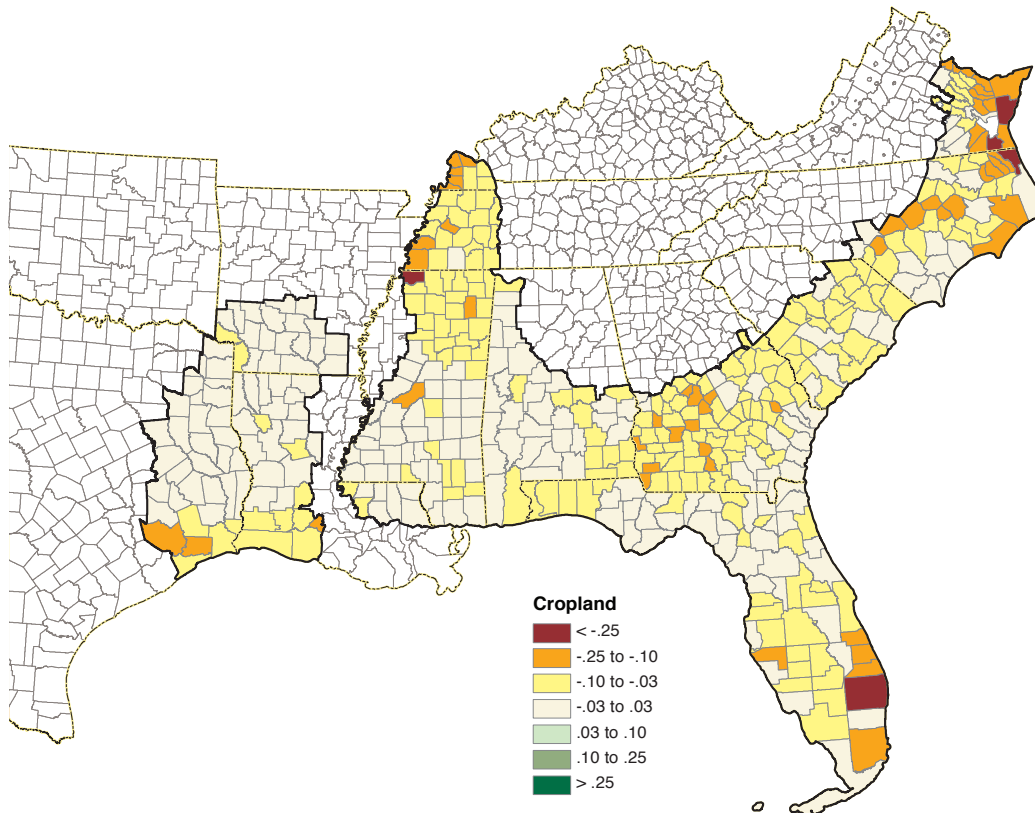 Cropland
< -.25
-.25 to -.10
-.10 to -.03
-.03 to .03
.03 to .10
.10 to .25
> .25